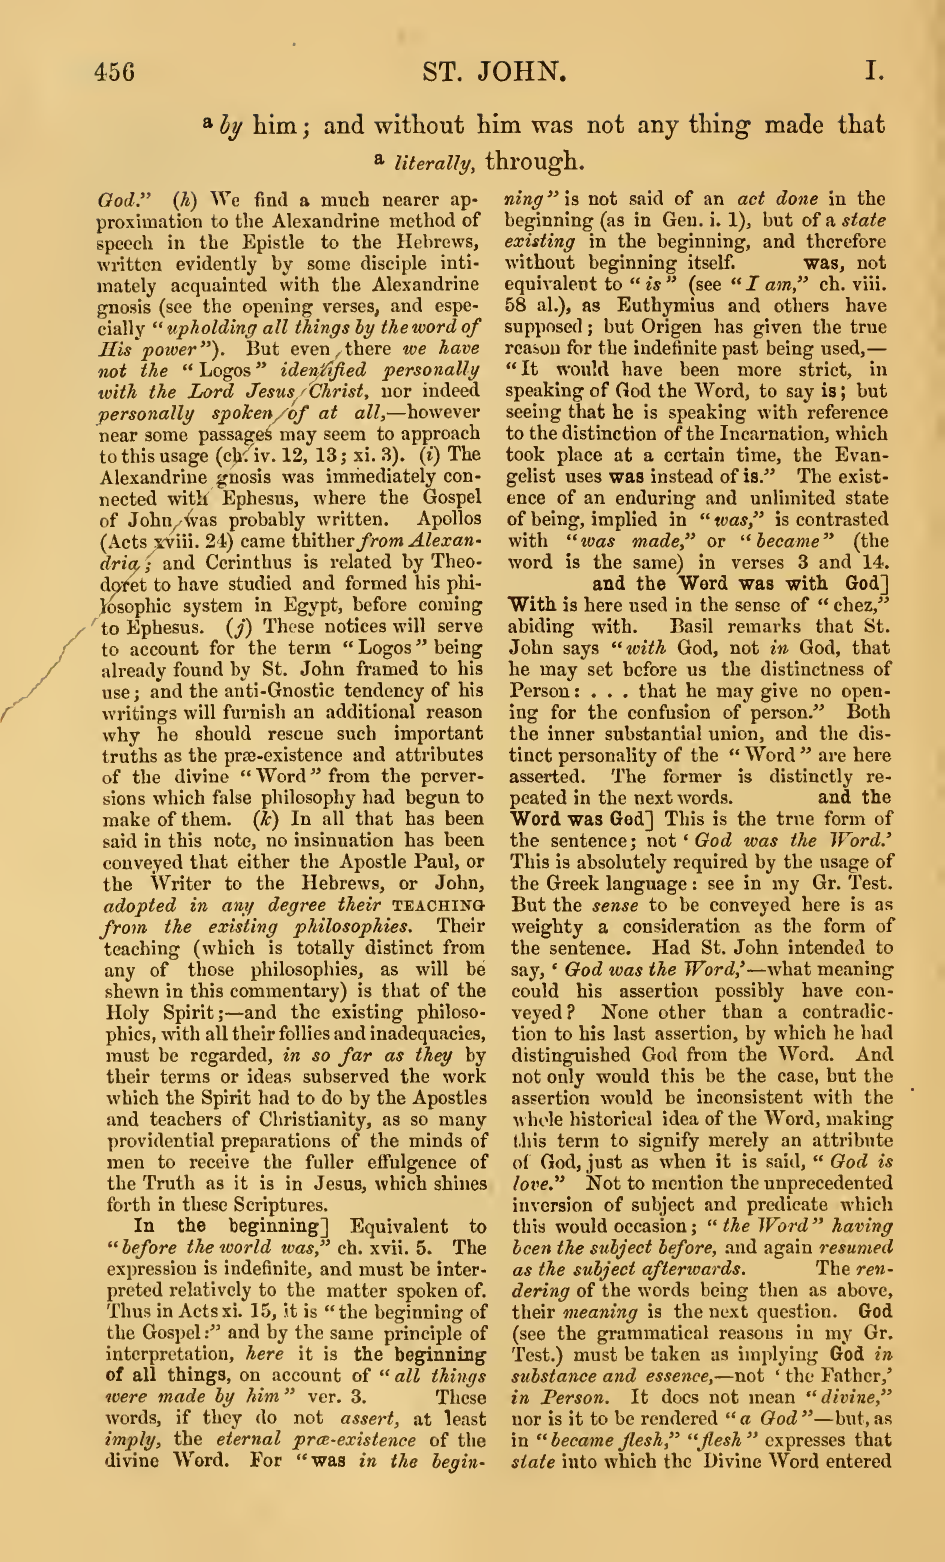 456
ST. JOHN.
I.
a by him; and without him was not any thing made that
a literally, through.
God.” (h) We find a much nearer ap-
proximation to the Alexandrine method of
speech in the Epistle to the Hebrews,
written evidently by some disciple inti-
mately acquainted with the Alexandrine
gnosis (see the opening verses, and espe-
cially “upholding all things by the word of
His power”). But even there we have
not the “Logos” identified personally
with the Lord Jesus Christ, nor indeed
personally spoken of at all,—however
near some passages may seem to approach
to this usage (ch. iv. 12, 13; xi. 3). (i) The
Alexandrine gnosis was immediately con-
nected with Ephesus, where the Gospel
of John was probably written. Apollos
(Acts xviii. 24) came thither from Alexan-
dria; and Cerinthus is related by Theo-
doret to have studied and formed his phi-
losophic system in Egypt, before coming
to Ephesus. (j) These notices will serve
to account for the term “Logos” being
already found by St. John framed to his
use; and the anti-Gnostic tendency of his
writings will furnish an additional reason
why he should rescue such important
truths as the præ-existence and attributes
of the divine “Word” from the perver-
sions which false philosophy had begun to
make of them. (k) In all that has been
said in this note, no insinuation has been
conveyed that either the Apostle Paul, or
the Writer to the Hebrews, or John,
adopted in any degree their TEACHING
from the existing philosophies. Their
teaching (which is totally distinct from
any of those philosophies, as will be
shewn in this commentary) is that of the
Holy Spirit;—and the existing philoso-
phies, with all their follies and inadequacies,
must be regarded, in so far as they by
their terms or ideas subserved the work
which the Spirit had to do by the Apostles
and teachers of Christianity, as so many
providential preparations of the minds of
men to receive the fuller effulgence of
the Truth as it is in Jesus, which shines
forth in these Scriptures.
In the beginning] Equivalent to
“before the world was,” ch. xvii. 5. The
expression is indefinite, and must be inter-
preted relatively to the matter spoken of.
Thus in Acts xi. 15, it is “the beginning of
the Gospel:” and by the same principle of
interpretation, here it is the beginning
of all things, on account of “all things
were made by him” ver. 3. These
words, if they do not assert, at least
imply, the eternal præ-existence of the
divine Word. For “was in the begin-
ning” is not said of an act done in the
beginning (as in Gen. i. 1), but of a state
existing in the beginning, and therefore
without beginning itself. was, not
equivalent to “is” (see “I am,” ch. viii.
58 al.), as Euthymius and others have
supposed; but Origen has given the true
reason for the indefinite past being used,—
“It would have been more strict, in
speaking of God the Word, to say is; but
seeing that he is speaking with reference
to the distinction of the Incarnation, which
took place at a certain time, the Evan-
gelist uses was instead of is.” The exist-
ence of an enduring and unlimited state
of being, implied in “was,” is contrasted
with “was made,” or “became” (the
word is the same) in verses 3 and 14.
and the Word was with God]
With is here used in the sense of “chez,”
abiding with. Basil remarks that St.
John says “with God, not in God, that
he may set before us the distinctness of
Person: . . . that he may give no open-
ing for the confusion of person.” Both
the inner substantial union, and the dis-
tinct personality of the “Word” are here
asserted. The former is distinctly re-
peated in the next words. and the
Word was God] This is the true form of
the sentence; not ‘God was the Word.’
This is absolutely required by the usage of
the Greek language: see in my Gr. Test.
But the sense to be conveyed here is as
weighty a consideration as the form of
the sentence. Had St. John intended to
say, ‘God was the Word,’—what meaning
could his assertion possibly have con-
veyed? None other than a contradic-
tion to his last assertion, by which he had
distinguished God from the Word. And
not only would this be the case, but the
assertion would be inconsistent with the
whole historical idea of the Word, making
this term to signify merely an attribute
of God, just as when it is said, “God is
love.” Not to mention the unprecedented
inversion of subject and predicate which
this would occasion; “the Word” having
been the subject before, and again resumed
as the subject afterwards. The ren-
dering of the words being then as above,
their meaning is the next question. God
(see the grammatical reasons in my Gr.
Test.) must be taken as implying God in
substance and essence,—not ‘the Father,’
in Person. It does not mean “divine,”
nor is it to be rendered “a God”—but, as
in “became flesh,” “flesh” expresses that
state into which the Divine Word entered